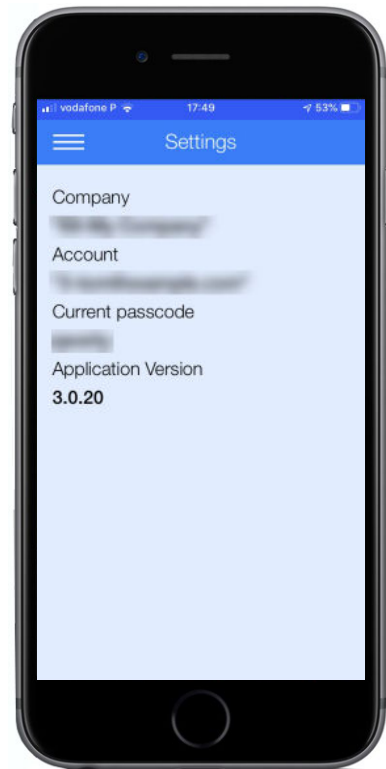 vodafone P 17:49 53%
Settings
Company
Account
Current passcode
Application Version
3.0.20